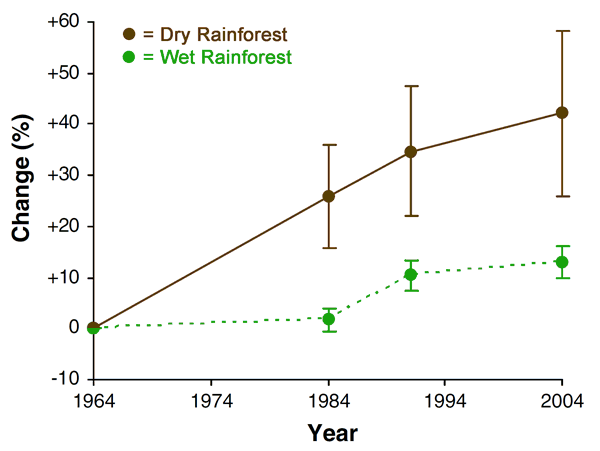 +60
= Dry Rainforest
= Wet Rainforest
+50
+40
+30
+20
+10
0
-10
Change (%)
1964 1974 1984 1994 2004
Year